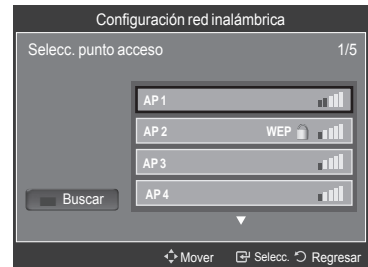 Configuración red inalámbrica
Selecc. punto acceso 1/5
AP 1
AP 2 WEP
AP 3
AP 4
Buscar
Mover Selecc. Regresar